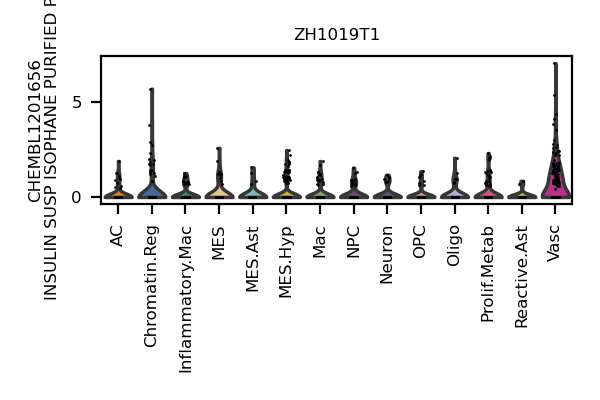 ZH1019T1
CHEMBL1201656
INSULIN SUSP ISOPHANE PURIFIED
5
0
AC
Chromatin.Reg
Inflammatory.Mac
MES
MES.Ast
MES.Hyp
Mac
NPC
Neuron
OPC
Oligo
Prolif.Metab
Reactive.Ast
Vasc